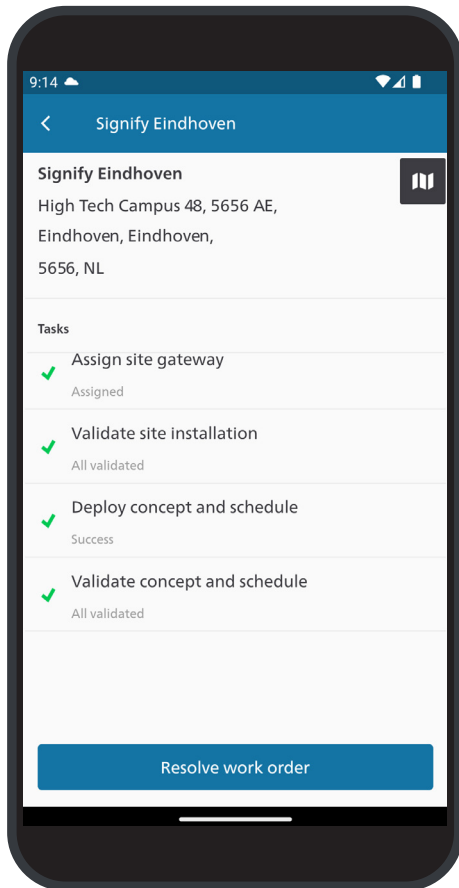 9:14
Signify Eindhoven
Signify Eindhoven
High Tech Campus 48, 5656 AE,
Eindhoven, Eindhoven,
5656, NL
Tasks
Assign site gateway
Assigned
Validate site installation
All validated
Deploy concept and schedule
Success
Validate concept and schedule
All validated
Resolve work order